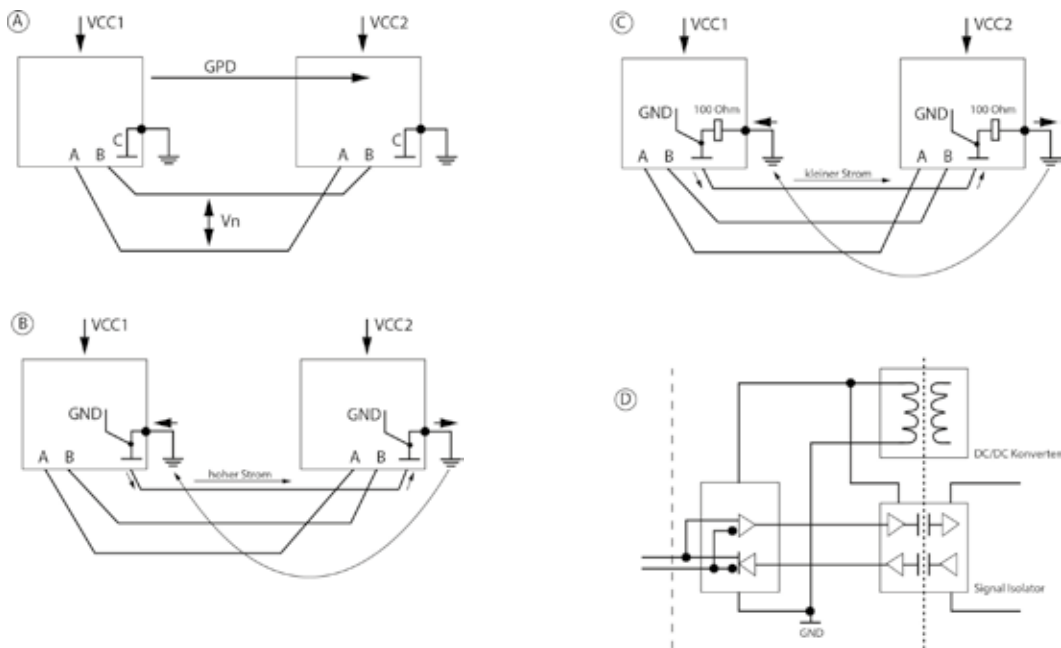 A
VCC1
VCC2
GPD
C
C
A B
A B
Vn
B
VCC1
VCC2
GND
GND
A B
A B
hoher Strom
C
VCC1
VCC2
100 Ohm
100 Ohm
GND
GND
A B
A B
kleiner Strom
D
DC/DC Konverter
Signal Isolator
GND